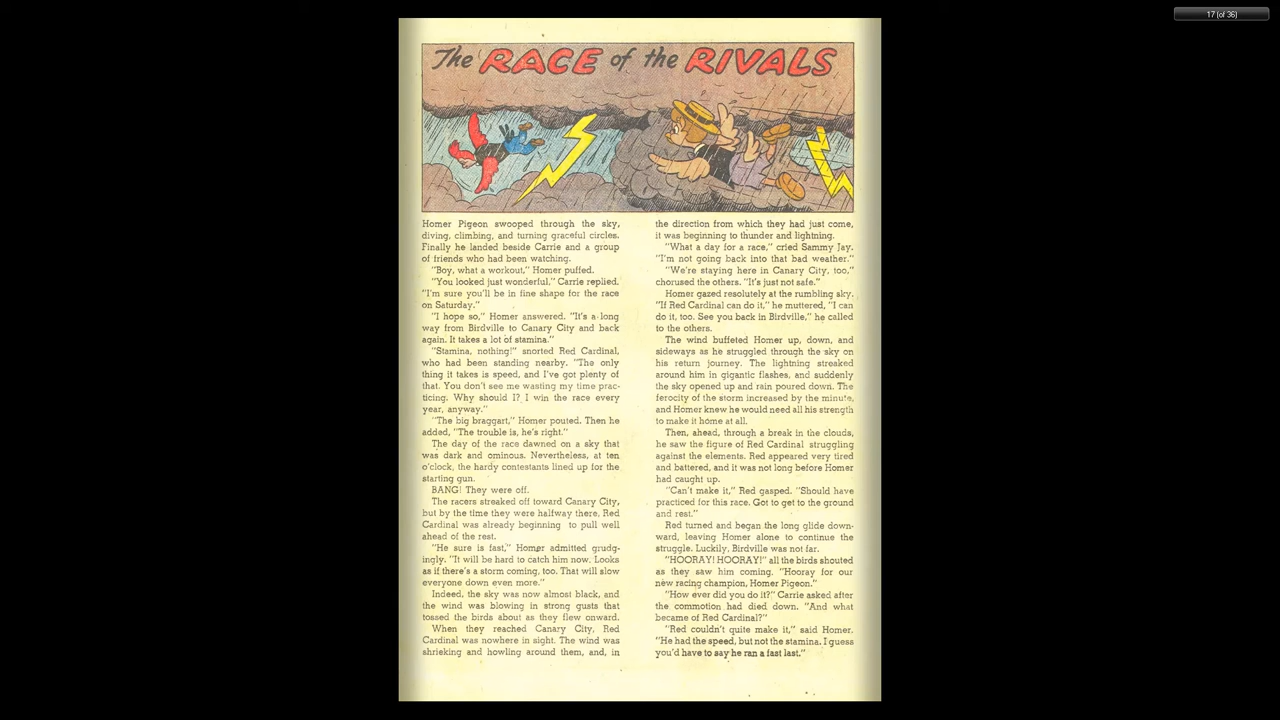 17 (of 36)
The RACE of the RIVALS
Homer Pigeon swooped through the sky,
diving, climbing, and turning graceful circles.
Finally he landed beside Carrie and a group
of friends who had been watching.
"Boy, what a workout," Homer puffed.
"You looked just wonderful," Carrie replied.
"I'm sure you'll be in fine shape for the race
on Saturday."
"I hope so," Homer answered. "It's a long
way from Birdville to Canary City and back
again. It takes a lot of stamina."
"Stamina, nothing!" snorted Red Cardinal,
who had been standing nearby. "The only
thing it takes is speed, and I've got plenty of
that. You don't see me wasting my time prac-
ticing. Why should I? I win the race every
year, anyway."
"The big braggart," Homer pouted. Then he
added, "The trouble is, he's right."
The day of the race dawned on a sky that
was dark and ominous. Nevertheless, at ten
o'clock, the hardy contestants lined up for the
starting gun.
BANG! They were off.
The racers streaked off toward Canary City,
but by the time they were halfway there, Red
Cardinal was already beginning to pull well
ahead of the rest.
"He sure is fast," Homer admitted grudg-
ingly. "It will be hard to catch him now. Looks
as if there's a storm coming, too. That will slow
everyone down even more."
Indeed, the sky was now almost black, and
the wind was blowing in strong gusts that
tossed the birds about as they flew onward.
When they reached Canary City, Red
Cardinal was nowhere in sight. The wind was
shrieking and howling around them, and, in
the direction from which they had just come,
it was beginning to thunder and lightning.
"What a day for a race," cried Sammy Jay.
"I'm not going back into that bad weather."
"We're staying here in Canary City, too,"
chorused the others. "It's just not safe."
Homer gazed resolutely at the rumbling sky.
"If Red Cardinal can do it," he muttered, "I can
do it, too. See you back in Birdville," he called
to the others.
The wind buffeted Homer up, down, and
sideways as he struggled through the sky on
his return journey. The lightning streaked
around him in gigantic flashes, and suddenly
the sky opened up and rain poured down. The
ferocity of the storm increased by the minute,
and Homer knew he would need all his strength
to make it home at all.
Then, ahead, through a break in the clouds,
he saw the figure of Red Cardinal struggling
against the elements. Red appeared very tired
and battered, and it was not long before Homer
had caught up.
"Can't make it," Red gasped. "Should have
practiced for this race. Got to get to the ground
and rest."
Red turned and began the long glide down-
ward, leaving Homer alone to continue the
struggle. Luckily, Birdville was not far.
"HOORAY! HOORAY!" all the birds shouted
as they saw him coming. "Hooray for our
new racing champion, Homer Pigeon."
"How ever did you do it?" Carrie asked after
the commotion had died down. "And what
became of Red Cardinal?"
"Red couldn't quite make it," said Homer.
"He had the speed, but not the stamina. I guess
you'd have to say he ran a fast last."